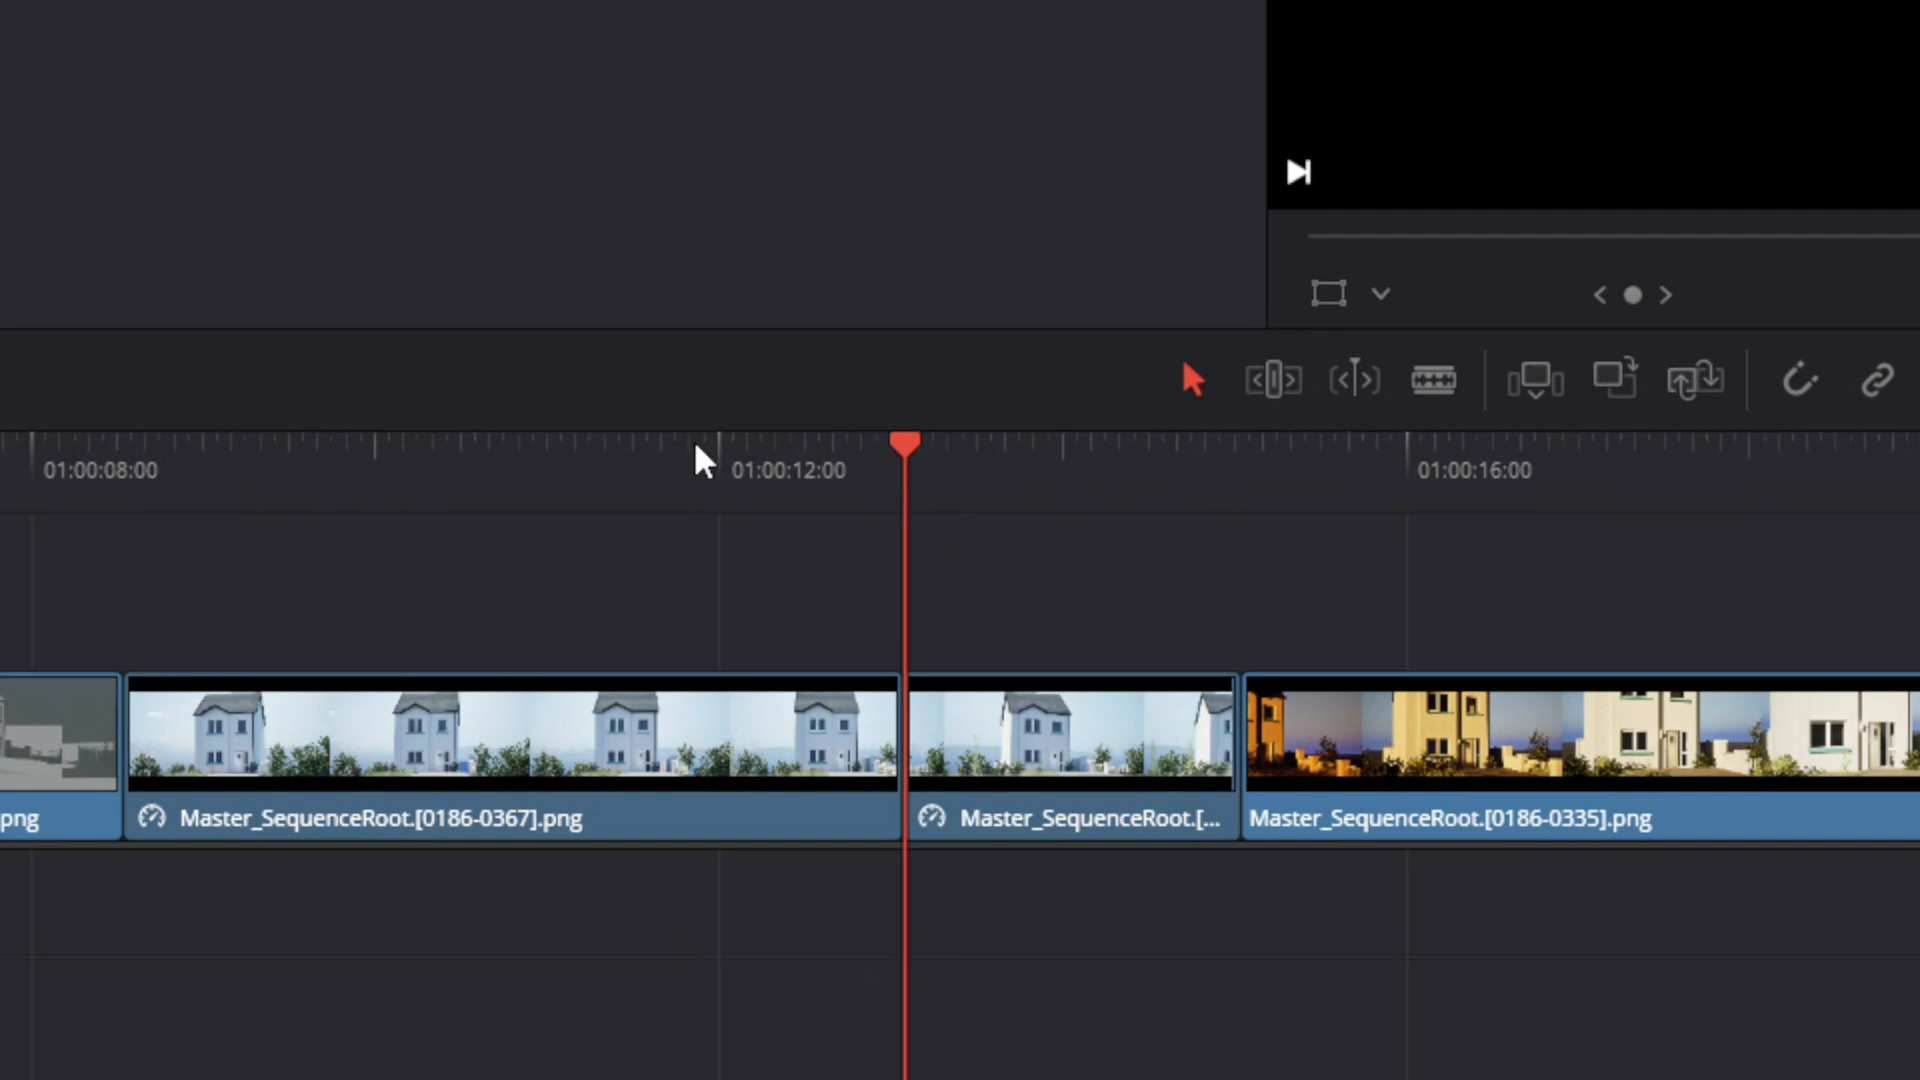 01:00:08:00
01:00:12:00
01:00:16:00
png
Master_SequenceRoot.[0186-0367].png
Master_SequenceRoot.[...
Master_SequenceRoot.[0186-0335].png